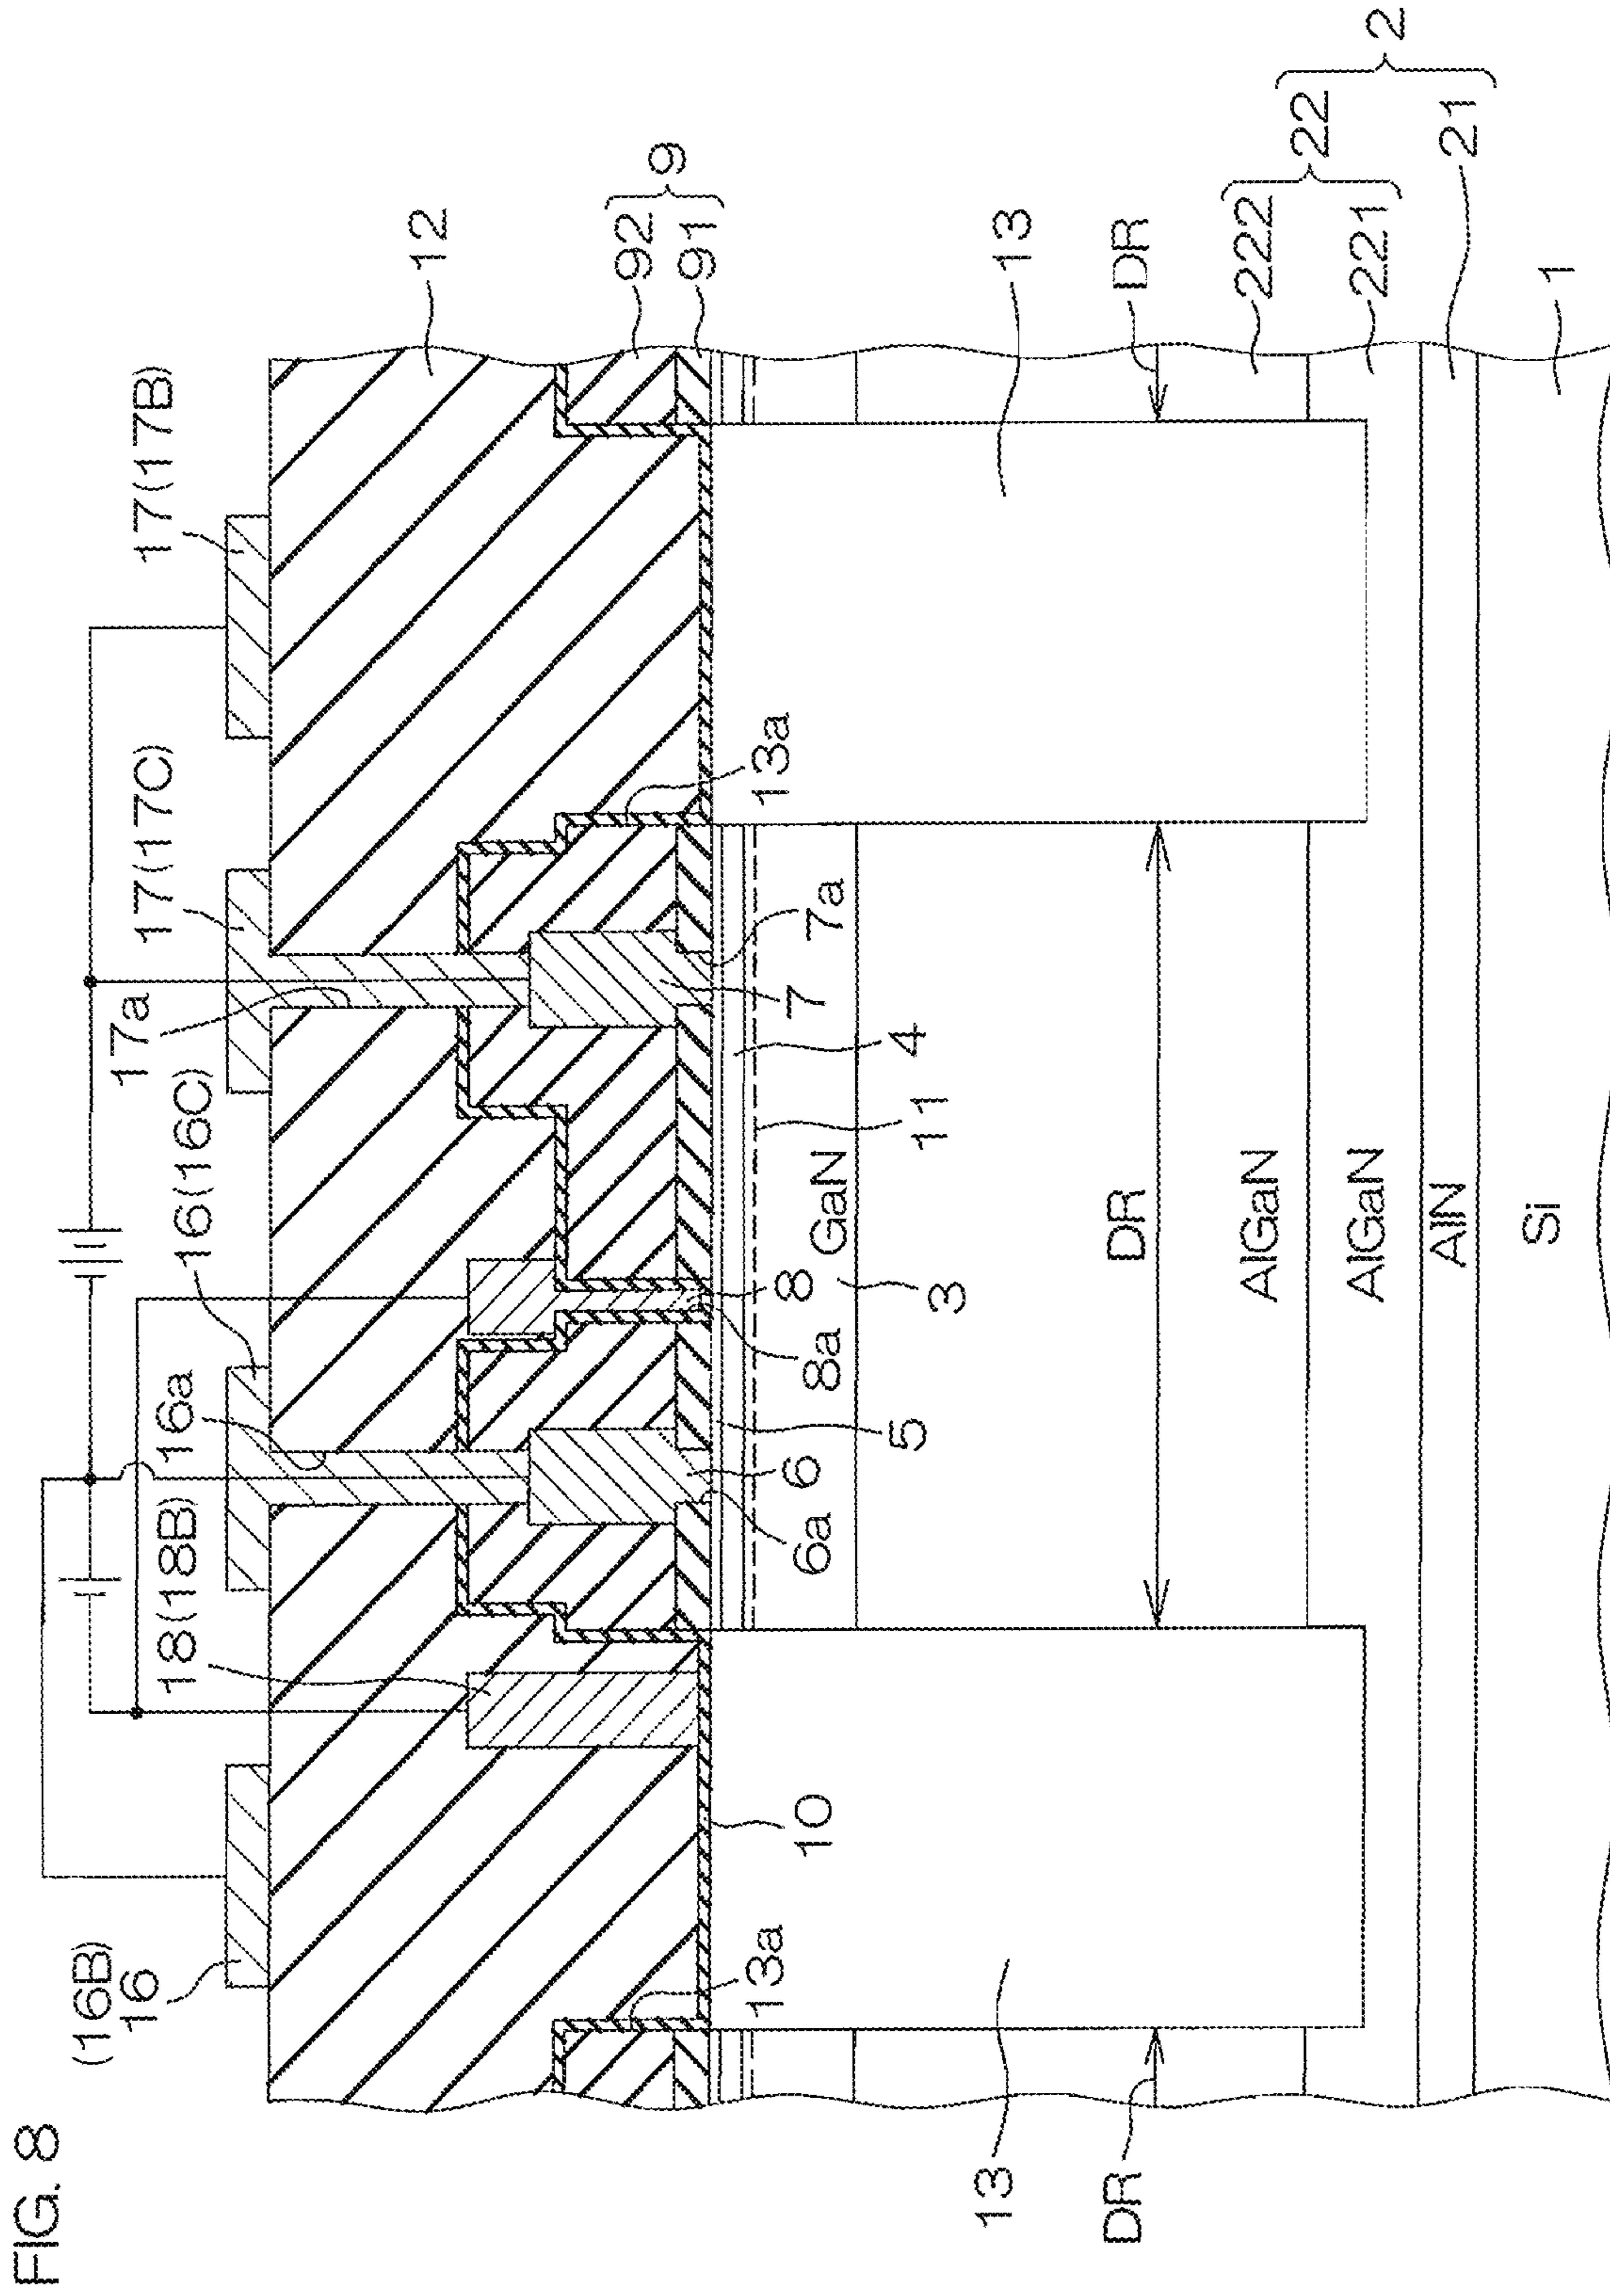 FIG. 8
(16B)
16
18(18B)
16a
16(16C)
17a
17(17C)
17(17B)
12
92
91
9
13a
10
6a
6
5
8a
8
3
GaN
11
4
7
7a
13a
13
13
DR
DR
DR
AlGaN
222
AlGaN
221
22
AlN
21
2
Si
1